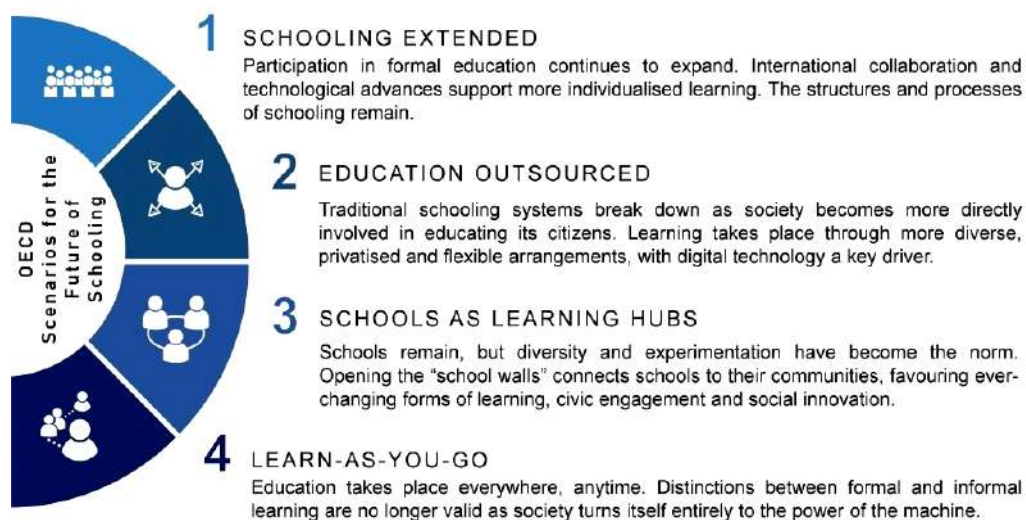 OECD
Scenarios for the
Future of
Schooling
1
SCHOOLING EXTENDED
Participation in formal education continues to expand. International collaboration and
technological advances support more individualised learning. The structures and processes
of schooling remain.
2
EDUCATION OUTSOURCED
Traditional schooling systems break down as society becomes more directly
involved in educating its citizens. Learning takes place through more diverse,
privatised and flexible arrangements, with digital technology a key driver.
3
SCHOOLS AS LEARNING HUBS
Schools remain, but diversity and experimentation have become the norm.
Opening the “school walls” connects schools to their communities, favouring ever-
changing forms of learning, civic engagement and social innovation.
4
LEARN-AS-YOU-GO
Education takes place everywhere, anytime. Distinctions between formal and informal
learning are no longer valid as society turns itself entirely to the power of the machine.